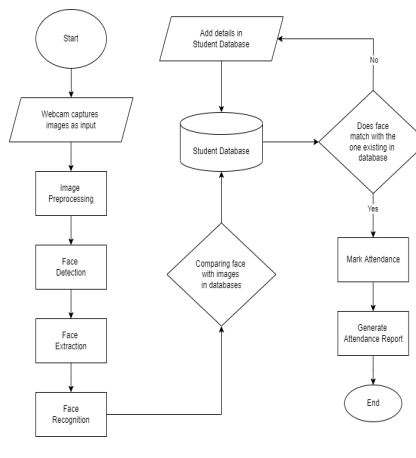 Start
Webcam captures
images as input
Image
Preprocessing
Face
Detection
Face
Extraction
Face
Recognition
Comparing face
with images
in databases
Student Database
Add details in
Student Database
No
Does face
match with the
one existing in
database
Yes
Mark Attendance
Generate
Attendance Report
End